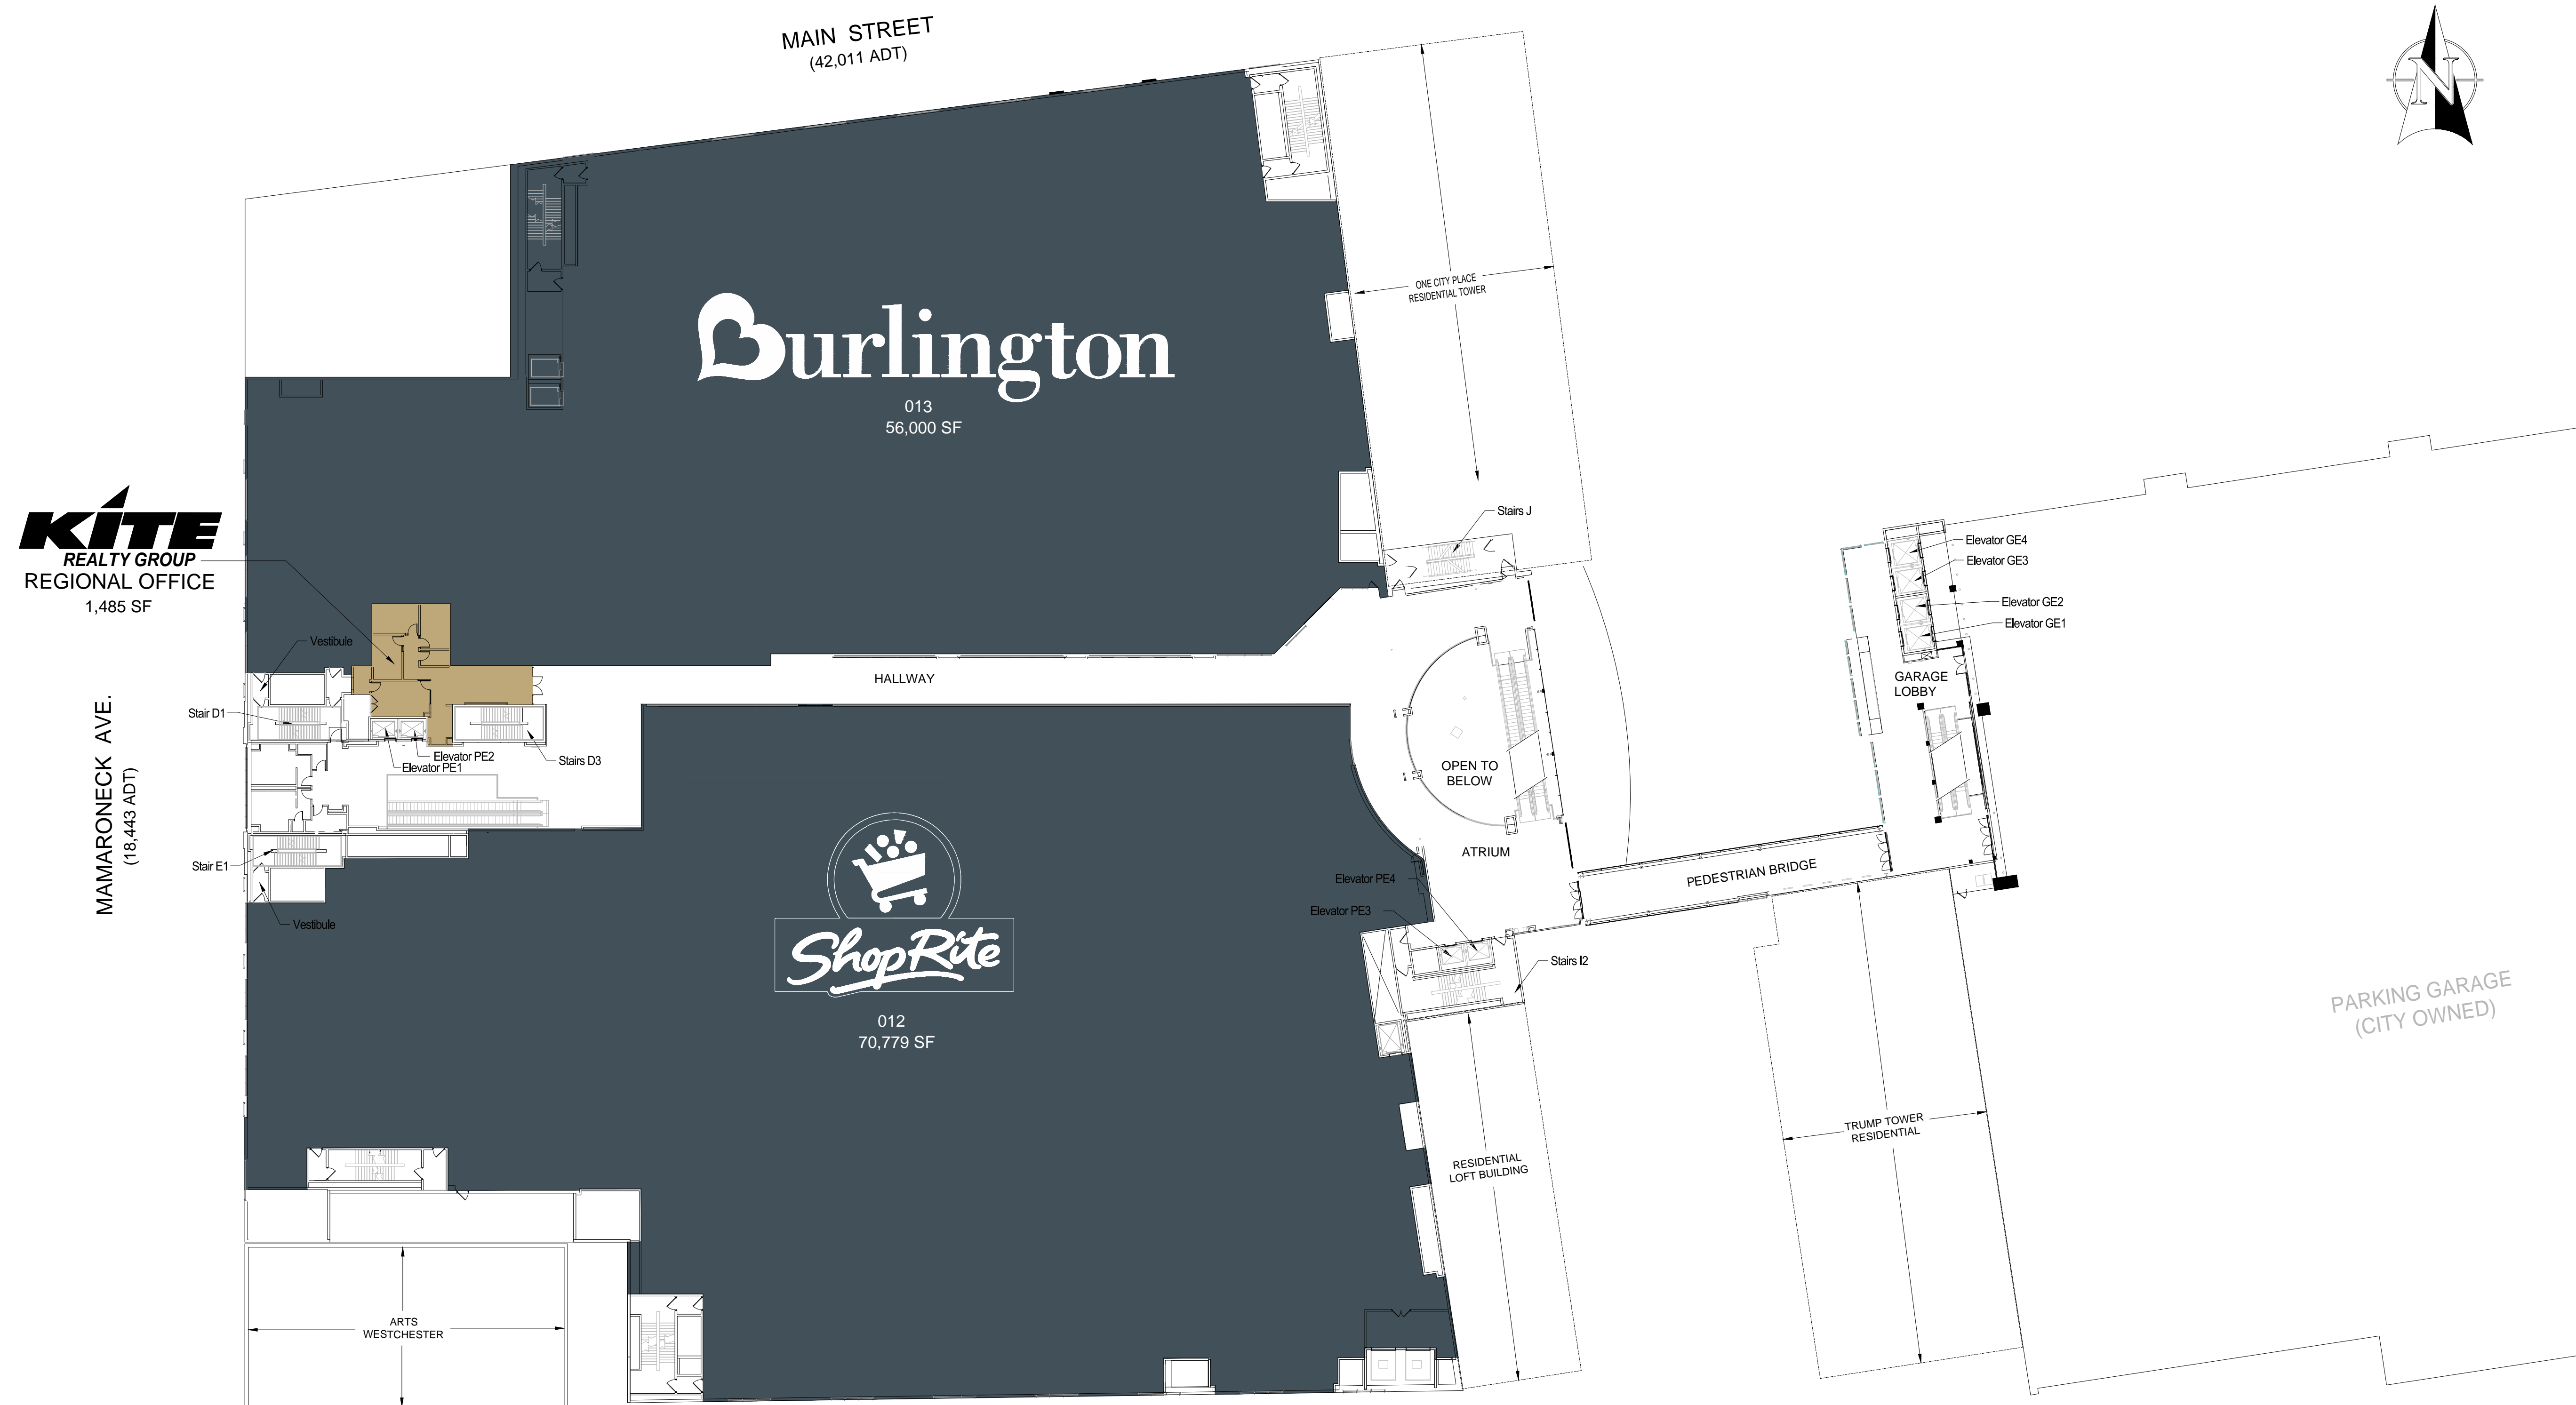 MAIN STREET
(42,011 ADT)
N
ONE CITY PLACE
RESIDENTIAL TOWER
Burlington
013
56,000 SF
KITE
REALTY GROUP
REGIONAL OFFICE
1,485 SF
Stairs J
Elevator GE4
Elevator GE3
Elevator GE2
Elevator GE1
Vestibule
HALLWAY
GARAGE
LOBBY
MAMARONECK AVE.
(18,443 ADT)
Stair D1
Elevator PE2
Elevator PE1
Stairs D3
OPEN TO
BELOW
ATRIUM
Stair E1
Vestibule
PEDESTRIAN BRIDGE
Elevator PE4
Elevator PE3
Stairs I2
ShopRite
012
70,779 SF
PARKING GARAGE
(CITY OWNED)
TRUMP TOWER
RESIDENTIAL
RESIDENTIAL
LOFT BUILDING
ARTS
WESTCHESTER